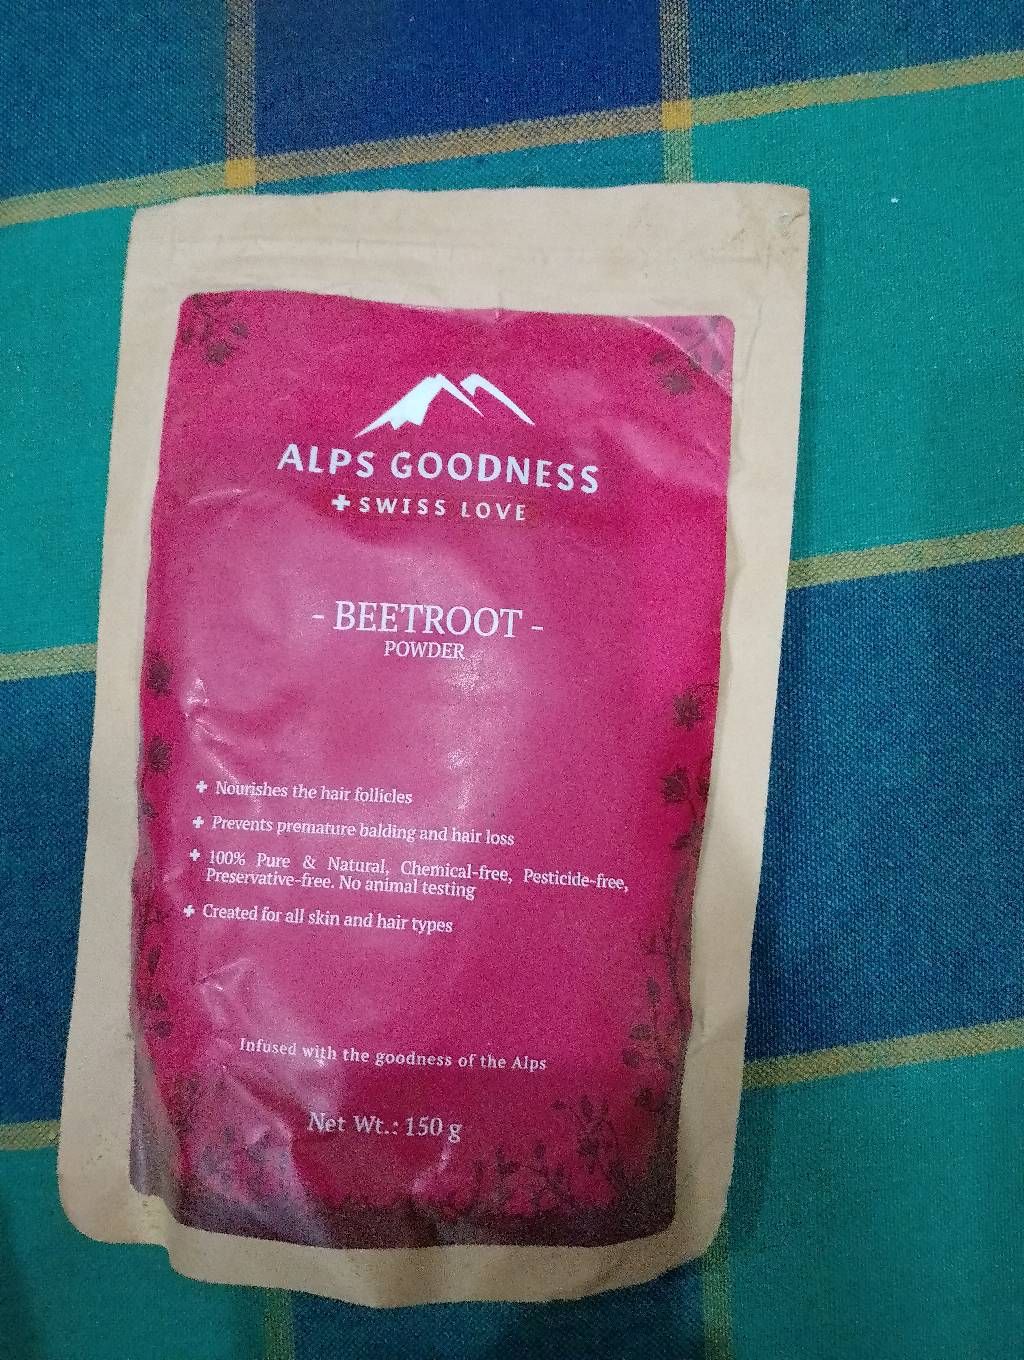 ALPS GOODNESS
+ SWISS LOVE
- BEETROOT -
POWDER
+ Nourishes the hair follicles
+ Prevents premature balding and hair loss
+ 100% Pure & Natural, Chemical-free, Pesticide-free,
Preservative-free. No animal testing
+ Created for all skin and hair types
Infused with the goodness of the Alps
Net Wt.: 150 g